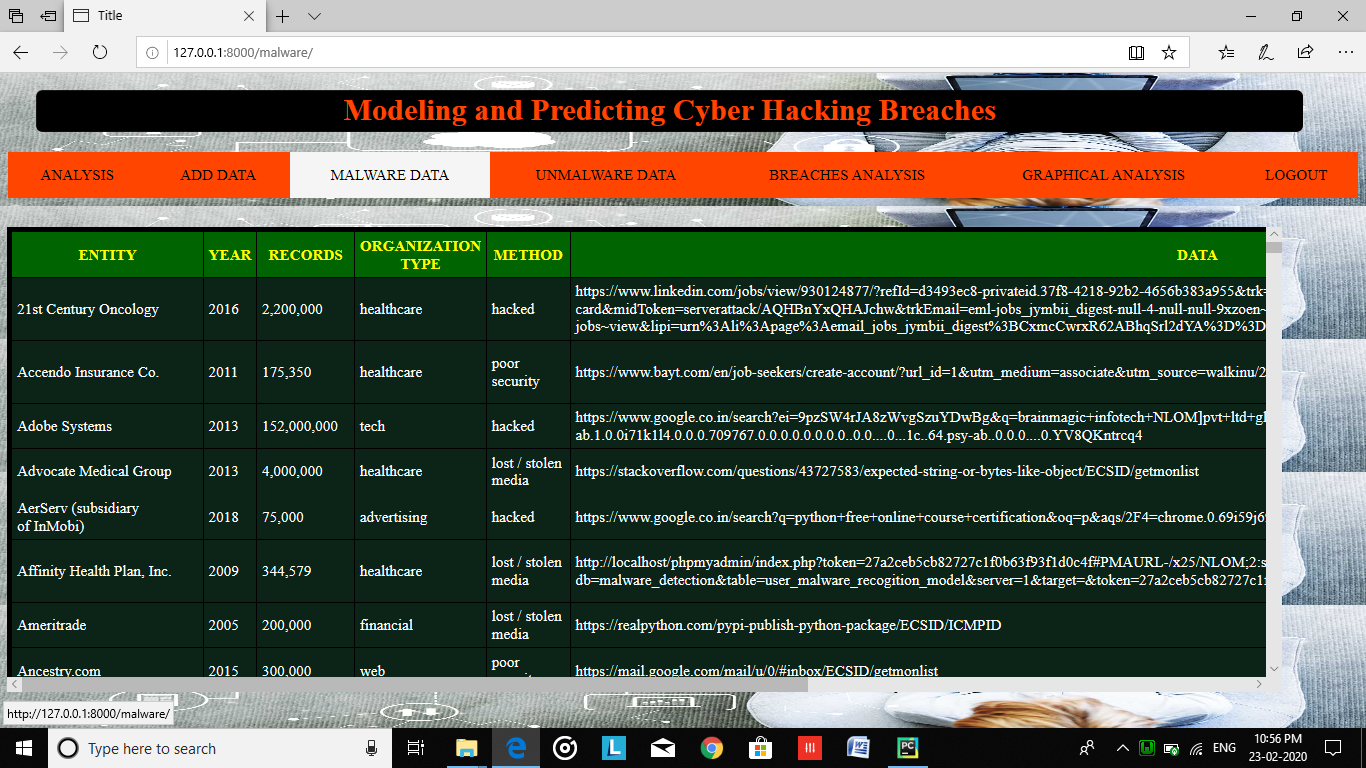 Title
127.0.0.1:8000/malware/
Modeling and Predicting Cyber Hacking Breaches
ANALYSIS ADD DATA MALWARE DATA UNMALWARE DATA BREACHES ANALYSIS GRAPHICAL ANALYSIS LOGOUT
ENTITY YEAR RECORDS ORGANIZATION TYPE METHOD DATA
21st Century Oncology 2016 2,200,000 healthcare hacked
https://www.linkedin.com/jobs/view/930124877/?refId=d3493ec8-privateid.37f8-4218-92b2-4656b383a955&trk=
card&midToken=serverattack/AQHBnYxQHAJchw&trkEmail=eml-jobs_jymbii_digest-null-4-null-null-9xzoen~
jobs~view&lipi=urn%3Ali%3Apage%3Aemail_jobs_jymbii_digest%3BCxmcCwrxR62ABhqSrl2dYA%3D%3D
Accendo Insurance Co. 2011 175,350 healthcare poor security
https://www.bayt.com/en/job-seekers/create-account/?url_id=1&utm_medium=associate&utm_source=walkinu/2
Adobe Systems 2013 152,000,000 tech hacked
https://www.google.co.in/search?ei=9pzSW4rJA8zWvgSzuYDwBg&q=brainmagic+infotech+NLOM]pvt+ltd+gl
ab.1.0.0i71k1l4.0.0.0.709767.0.0.0.0.0.0.0.0..0.0....0...1c..64.psy-ab..0.0.0....0.YV8QKntrcq4
Advocate Medical Group 2013 4,000,000 healthcare lost / stolen media
https://stackoverflow.com/questions/43727583/expected-string-or-bytes-like-object/ECSID/getmonlist
AerServ (subsidiary of InMobi) 2018 75,000 advertising hacked
https://www.google.co.in/search?q=python+free+online+course+certification&oq=p&aqs/2F4=chrome.0.69i59j6
Affinity Health Plan, Inc. 2009 344,579 healthcare lost / stolen media
http://localhost/phpmyadmin/index.php?token=27a2ceb5cb82727c1f0b63f93f1d0c4f#PMAURL-/x25/NLOM;2:s
db=malware_detection&table=user_malware_recogition_model&server=1&target=&token=27a2ceb5cb82727c1
Ameritrade 2005 200,000 financial lost / stolen media
https://realpython.com/pypi-publish-python-package/ECSID/ICMPID
Ancestry.com 2015 300,000 web poor
https://mail.google.com/mail/u/0/#inbox/ECSID/getmonlist
http://127.0.0.1:8000/malware/
Type here to search
ENG
10:56 PM
23-02-2020